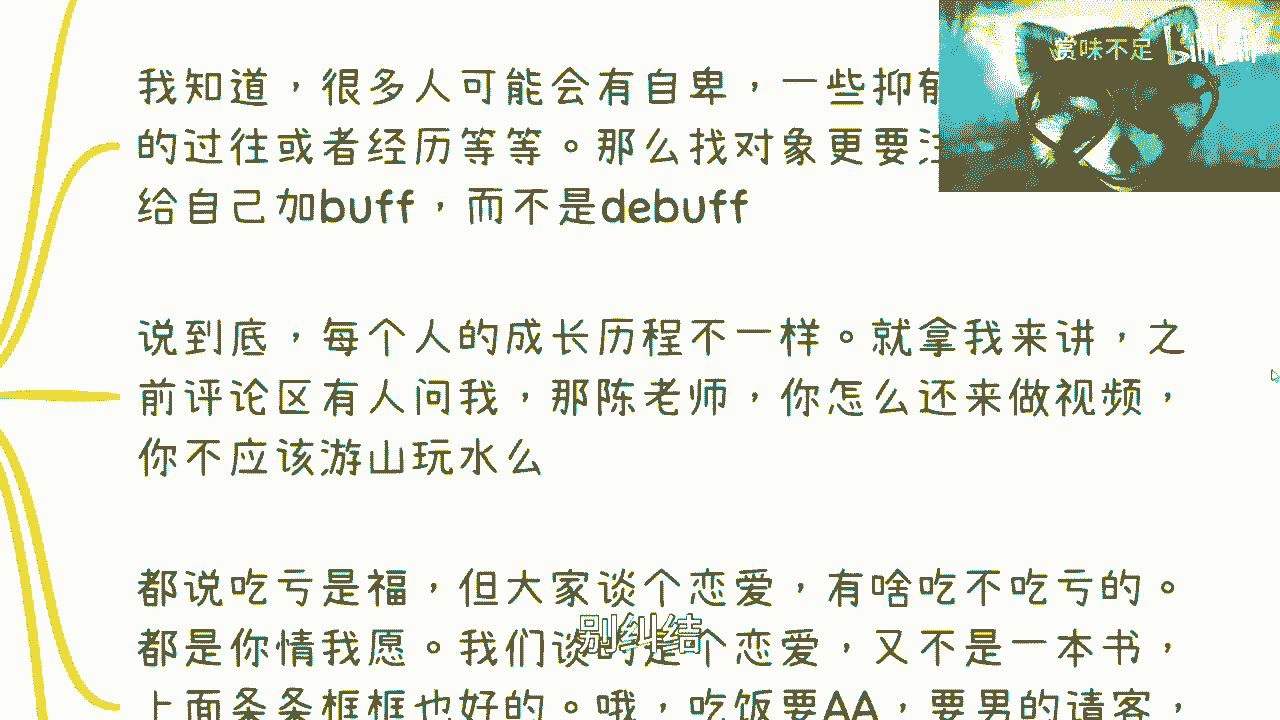 赏味不足 bilibili
我知道，很多人可能会有自卑，一些抑郁
的过往或者经历等等。那么找对象更要注
给自己加buff，而不是debuff
说到底，每个人的成长历程不一样。就拿我来讲，之
前评论区有人问我，那陈老师，你怎么还来做视频，
你不应该游山玩水么
都说吃亏是福，但大家谈个恋爱，有啥吃不吃亏的。
都是你情我愿。我们谈的是个恋爱，又不是一本书，
别纠结
上面条条框框也好的。哦，吃饭要AA，要男的请客，